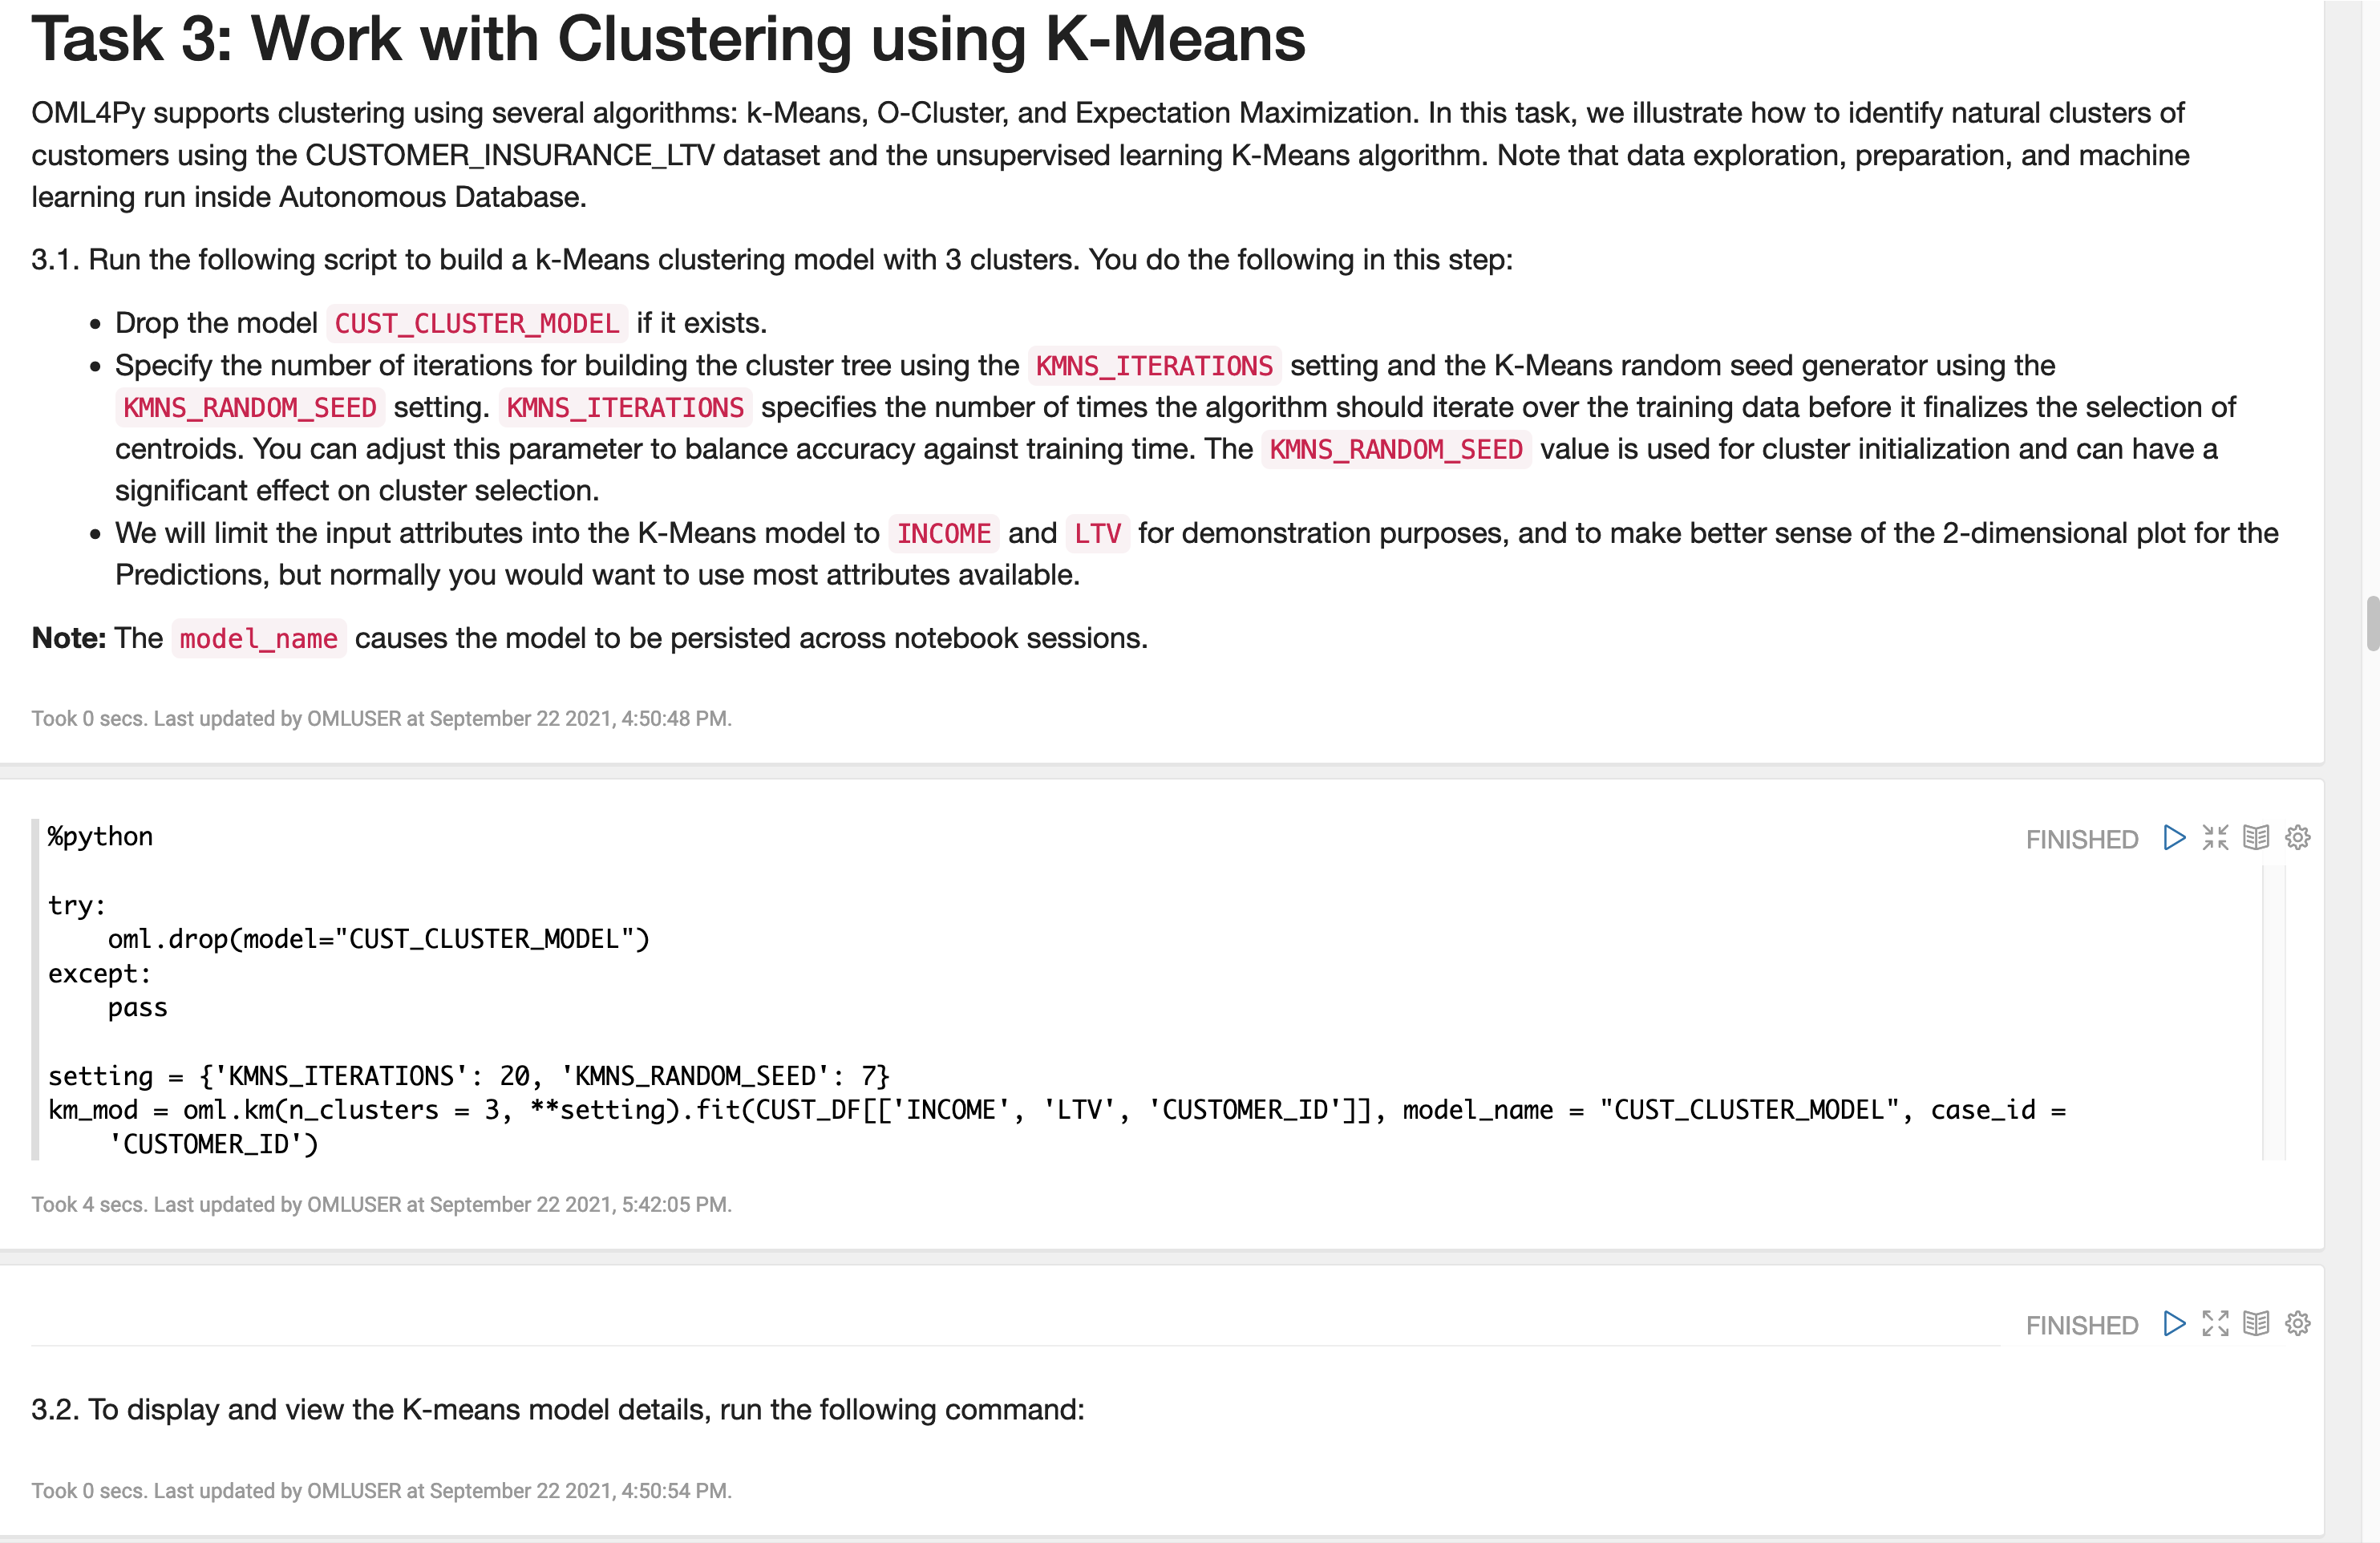 Task 3: Work with Clustering using K-Means
OML4Py supports clustering using several algorithms: k-Means, O-Cluster, and Expectation Maximization. In this task, we illustrate how to identify natural clusters of
customers using the CUSTOMER_INSURANCE_LTV dataset and the unsupervised learning K-Means algorithm. Note that data exploration, preparation, and machine
learning run inside Autonomous Database.
3.1. Run the following script to build a k-Means clustering model with 3 clusters. You do the following in this step:
• Drop the model CUST_CLUSTER_MODEL if it exists.
• Specify the number of iterations for building the cluster tree using the KMNS_ITERATIONS setting and the K-Means random seed generator using the
KMNS_RANDOM_SEED setting. KMNS_ITERATIONS specifies the number of times the algorithm should iterate over the training data before it finalizes the selection of
centroids. You can adjust this parameter to balance accuracy against training time. The KMNS_RANDOM_SEED value is used for cluster initialization and can have a
significant effect on cluster selection.
• We will limit the input attributes into the K-Means model to INCOME and LTV for demonstration purposes, and to make better sense of the 2-dimensional plot for the
Predictions, but normally you would want to use most attributes available.
Note: The model_name causes the model to be persisted across notebook sessions.
Took 0 secs. Last updated by OMLUSER at September 22 2021, 4:50:48 PM.
%python
FINISHED
try:
    oml.drop(model="CUST_CLUSTER_MODEL")
except:
    pass
setting = {'KMNS_ITERATIONS': 20, 'KMNS_RANDOM_SEED': 7}
km_mod = oml.km(n_clusters = 3, **setting).fit(CUST_DF[['INCOME', 'LTV', 'CUSTOMER_ID']], model_name = "CUST_CLUSTER_MODEL", case_id =
    'CUSTOMER_ID')
Took 4 secs. Last updated by OMLUSER at September 22 2021, 5:42:05 PM.
FINISHED
3.2. To display and view the K-means model details, run the following command:
Took 0 secs. Last updated by OMLUSER at September 22 2021, 4:50:54 PM.